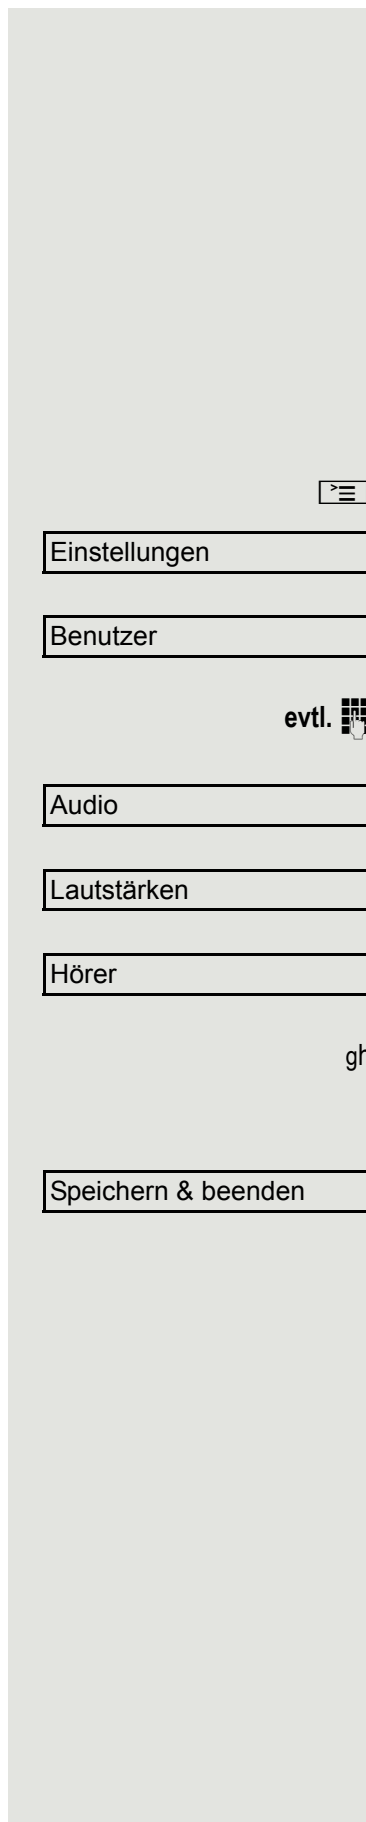 Einstellungen
Benutzer
evtl.
Audio
Lautstärken
Hörer
gh
Speichern & beenden